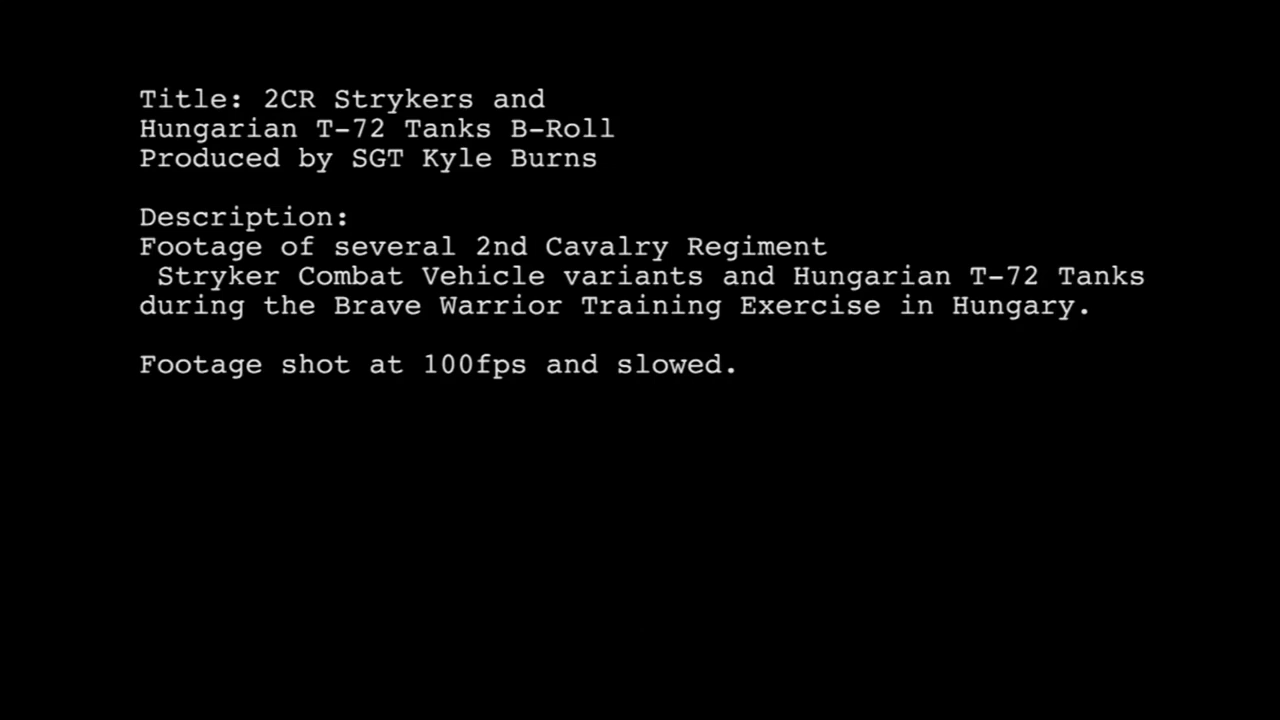 Title: 2CR Strykers and
Hungarian T-72 Tanks B-Roll
Produced by SGT Kyle Burns
Description:
Footage of several 2nd Cavalry Regiment
Stryker Combat Vehicle variants and Hungarian T-72 Tanks
during the Brave Warrior Training Exercise in Hungary.
Footage shot at 100fps and slowed.